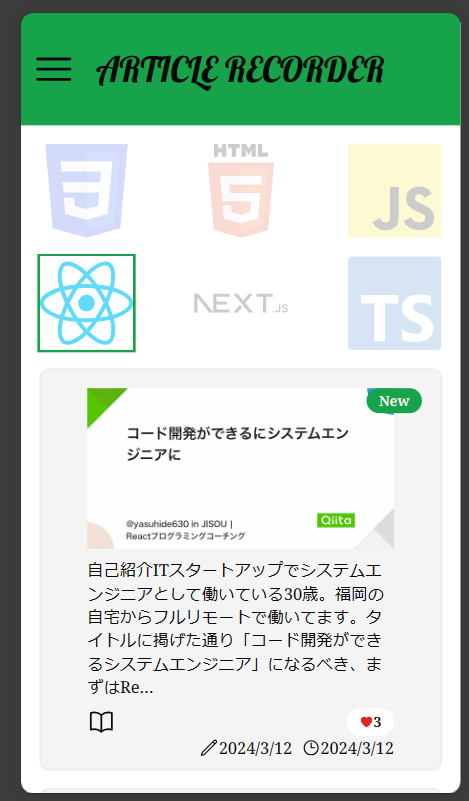 ARTICLE RECORDER
3
HTML
5
JS
NEXT.JS
TS
New
コード開発ができるにシステムエン
ジニアに
@yasuhide630 in JISOU |
Reactプログラミングコーチング
Qiita
自己紹介ITスタートアップでシステムエ
ンジニアとして働いている30歳。福岡の
自宅からフルリモートで働いてます。タ
イトルに掲げた通り「コード開発ができ
るシステムエンジニア」になるべき、ま
ずはRe...
3
2024/3/12 2024/3/12